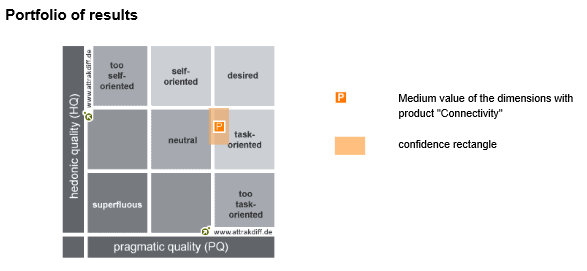 Portfolio of results
hedonic quality (HQ)
www.attrakdiff.de
too
self-
oriented
self-
oriented
desired
neutral
P
task-
oriented
superfluous
too
task-
oriented
www.attrakdiff.de
pragmatic quality (PQ)
P
Medium value of the dimensions with
product "Connectivity"
confidence rectangle